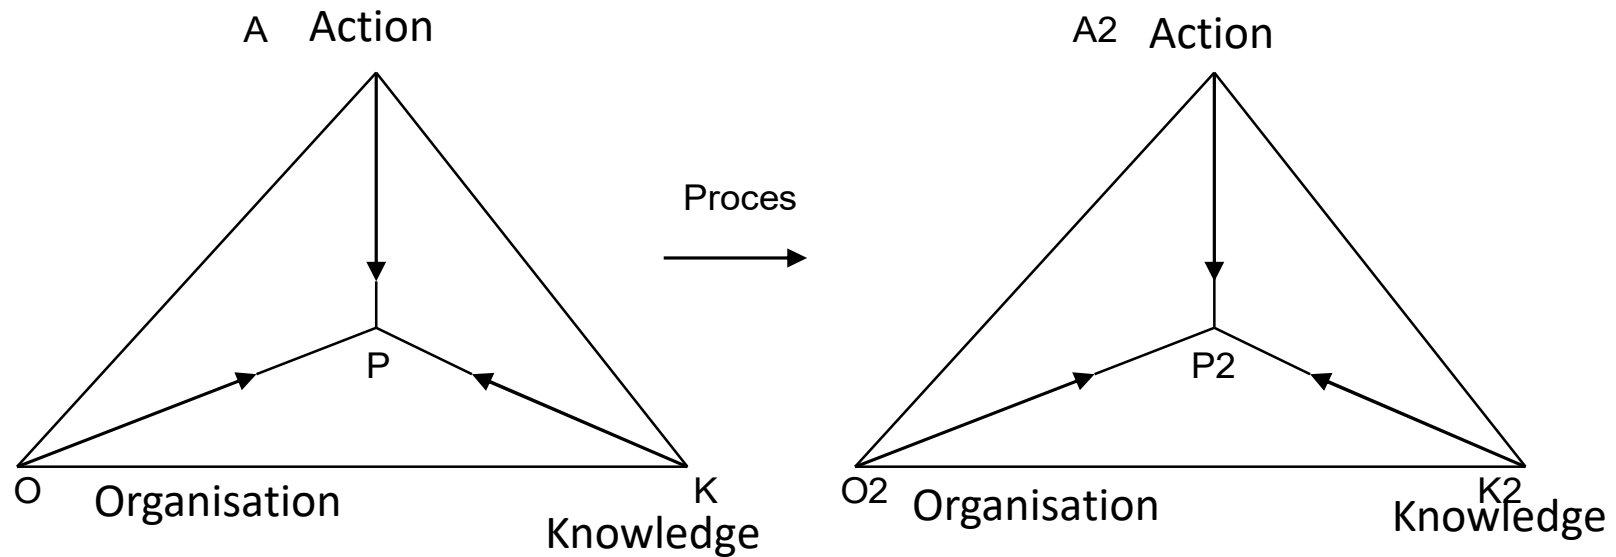 A Action
A2 Action
Proces
P
P2
O Organisation
K
Knowledge
O2 Organisation
K2
Knowledge